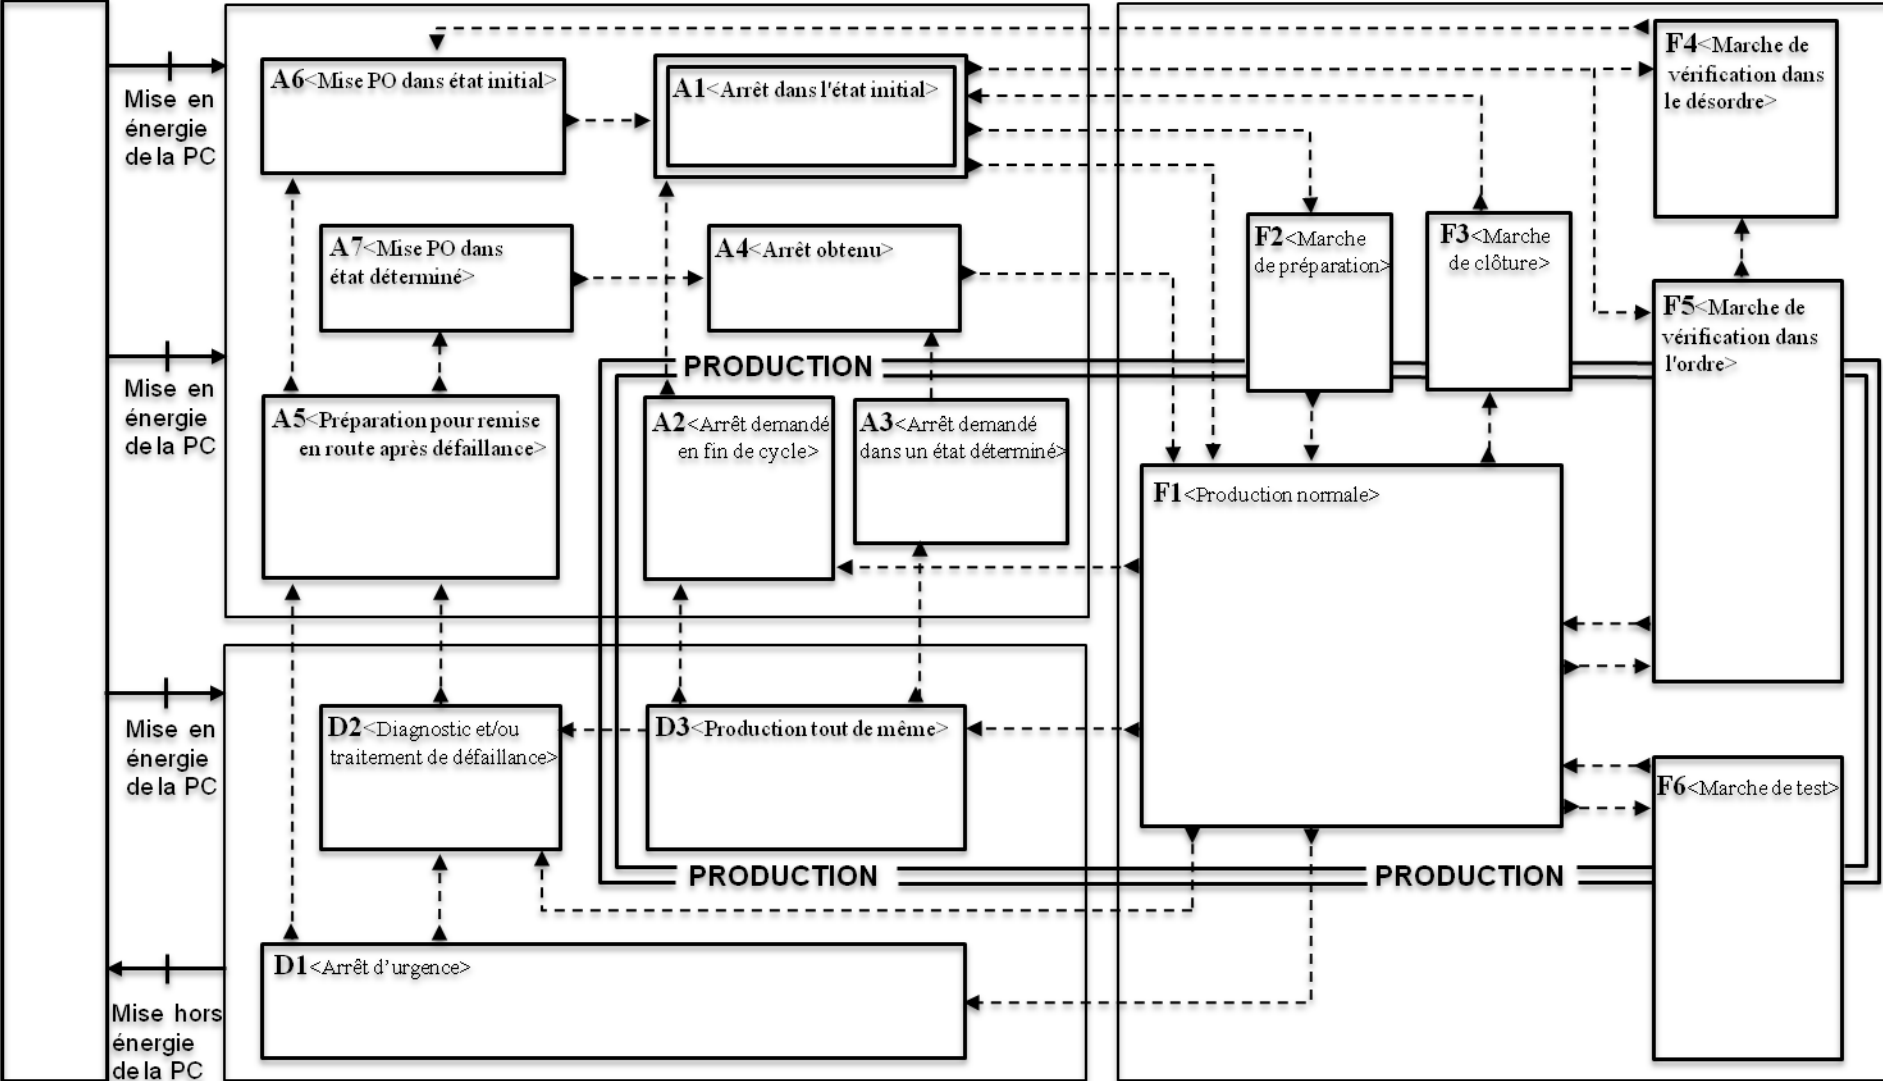 Mise en
énergie
de la PC
Mise en
énergie
de la PC
Mise en
énergie
de la PC
Mise hors
énergie
de la PC
A6<Mise PO dans état initial>
A1<Arrêt dans l'état initial>
A7<Mise PO dans
état déterminé>
A4<Arrêt obtenu>
PRODUCTION
A5<Préparation pour remise
en route après défaillance>
A2<Arrêt demandé
en fin de cycle>
A3<Arrêt demandé
dans un état déterminé>
D2<Diagnostic et/ou
traitement de défaillance>
D3<Production tout de même>
PRODUCTION
D1<Arrêt d’urgence>
F4<Marche de
vérification dans
le désordre>
F2<Marche
de préparation>
F3<Marche
de clôture>
F5<Marche de
vérification dans
l'ordre>
F1<Production normale>
F6<Marche de test>
PRODUCTION